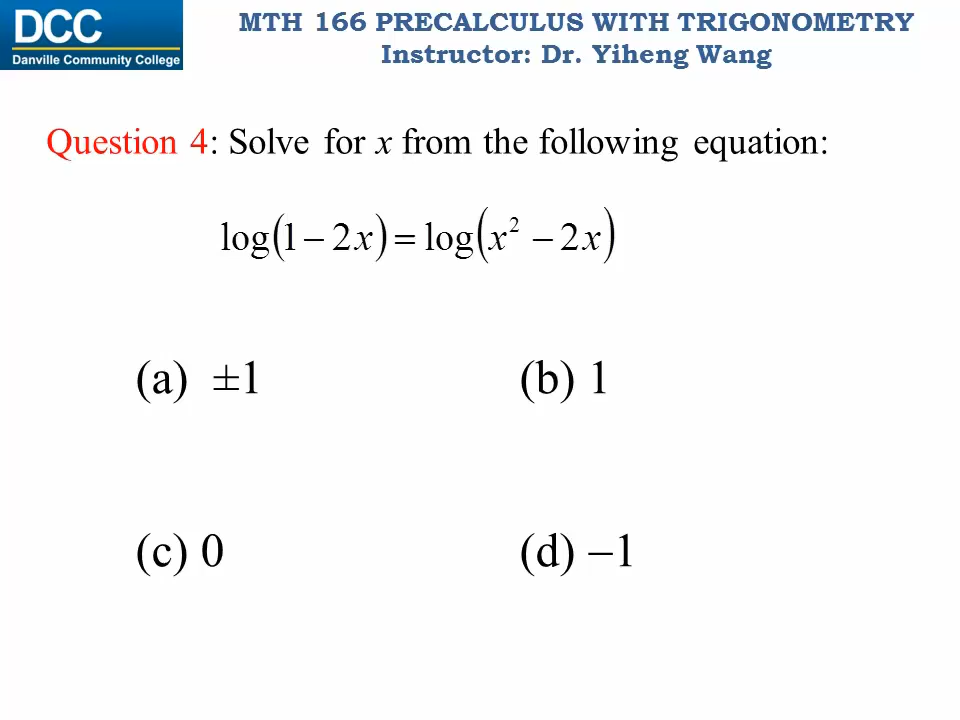 DCC
Danville Community College
MTH 166 PRECALCULUS WITH TRIGONOMETRY
Instructor: Dr. Yiheng Wang
Question 4: Solve for x from the following equation:
log(1 − 2x) = log(x² − 2x)
(a) ±1
(b) 1
(c) 0
(d) −1